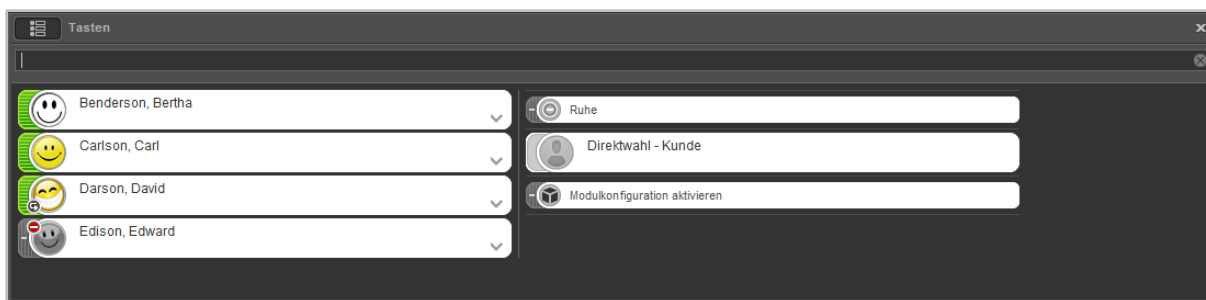 Tasten
Benderson, Bertha
Carlson, Carl
Darson, David
Edison, Edward
Ruhe
Direktwahl - Kunde
Modulkonfiguration aktivieren